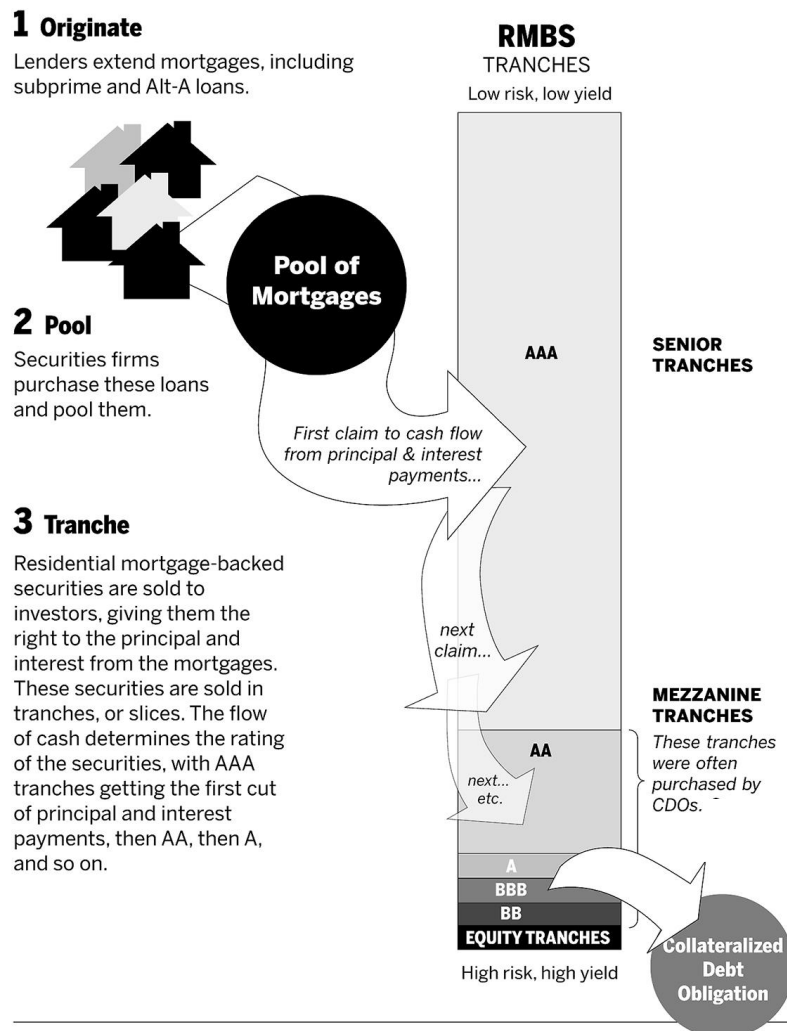 1 Originate
Lenders extend mortgages, including
subprime and Alt-A loans.
Pool of
Mortgages
2 Pool
Securities firms
purchase these loans
and pool them.
First claim to cash flow
from principal & interest
payments...
3 Tranche
Residential mortgage-backed
securities are sold to
investors, giving them the
right to the principal and
interest from the mortgages.
These securities are sold in
tranches, or slices. The flow
of cash determines the rating
of the securities, with AAA
tranches getting the first cut
of principal and interest
payments, then AA, then A,
and so on.
next
claim...
next...
etc.
RMBS
TRANCHES
Low risk, low yield
AAA
AA
A
BBB
BB
EQUITY TRANCHES
High risk, high yield
SENIOR
TRANCHES
MEZZANINE
TRANCHES
These tranches
were often
purchased by
CDOs.
Collateralized
Debt
Obligation